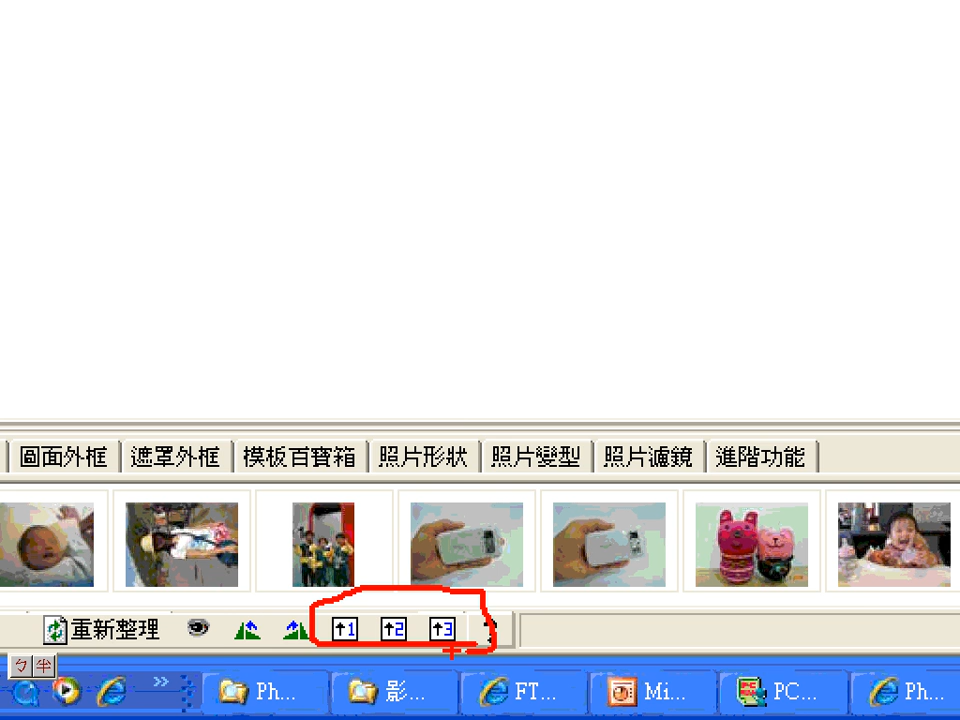 圖面外框 遮罩外框 模板百寶箱 照片形狀 照片變型 照片濾鏡 進階功能
重新整理 1 2 3 ?
ㄅ 半
Ph... 影... FT... Mi... PC... Ph...